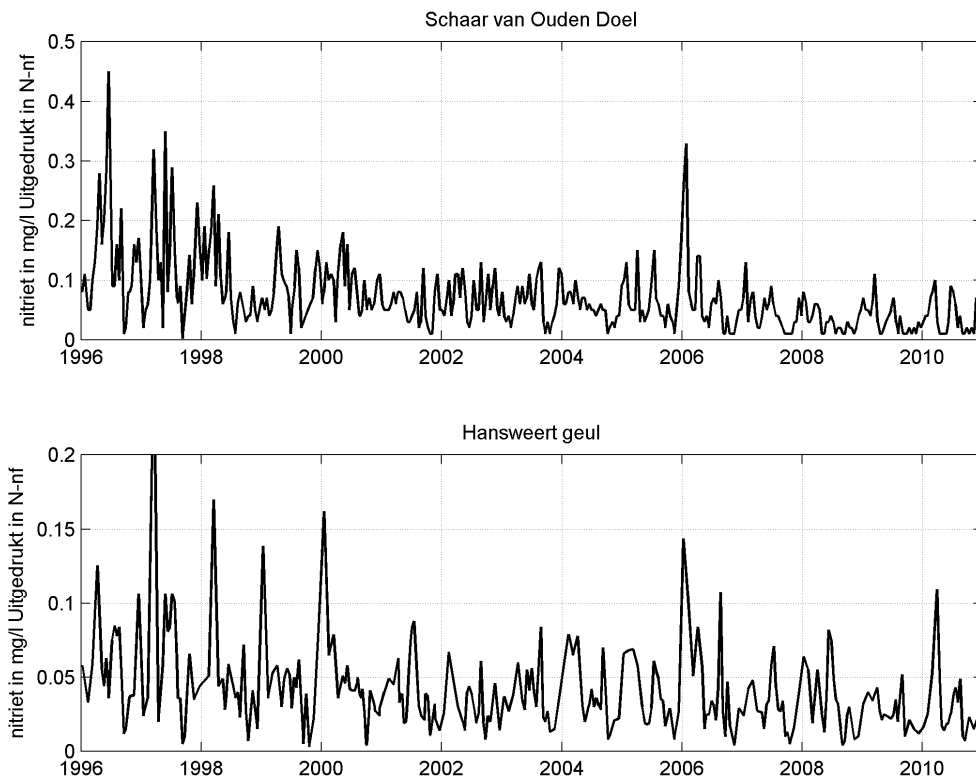 Schaar van Ouden Doel
nitriet in mg/l Uitgedrukt in N-nf
0.5
0.4
0.3
0.2
0.1
0
1996 1998 2000 2002 2004 2006 2008 2010
Hansweert geul
nitriet in mg/l Uitgedrukt in N-nf
0.2
0.15
0.1
0.05
0
1996 1998 2000 2002 2004 2006 2008 2010